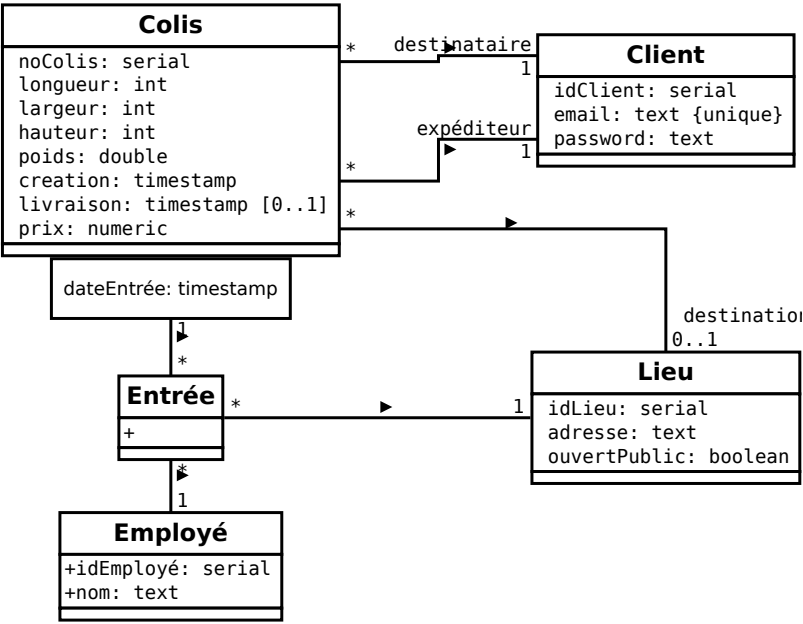 Colis
noColis: serial
longueur: int
largeur: int
hauteur: int
poids: double
creation: timestamp
livraison: timestamp [0..1]
prix: numeric
* destinataire
1
Client
idClient: serial
email: text {unique}
password: text
expéditeur
* 1
*
destination
0..1
dateEntrée: timestamp
1
*
Entrée
+
* 1
Lieu
idLieu: serial
adresse: text
ouvertPublic: boolean
*
1
Employé
+idEmployé: serial
+nom: text